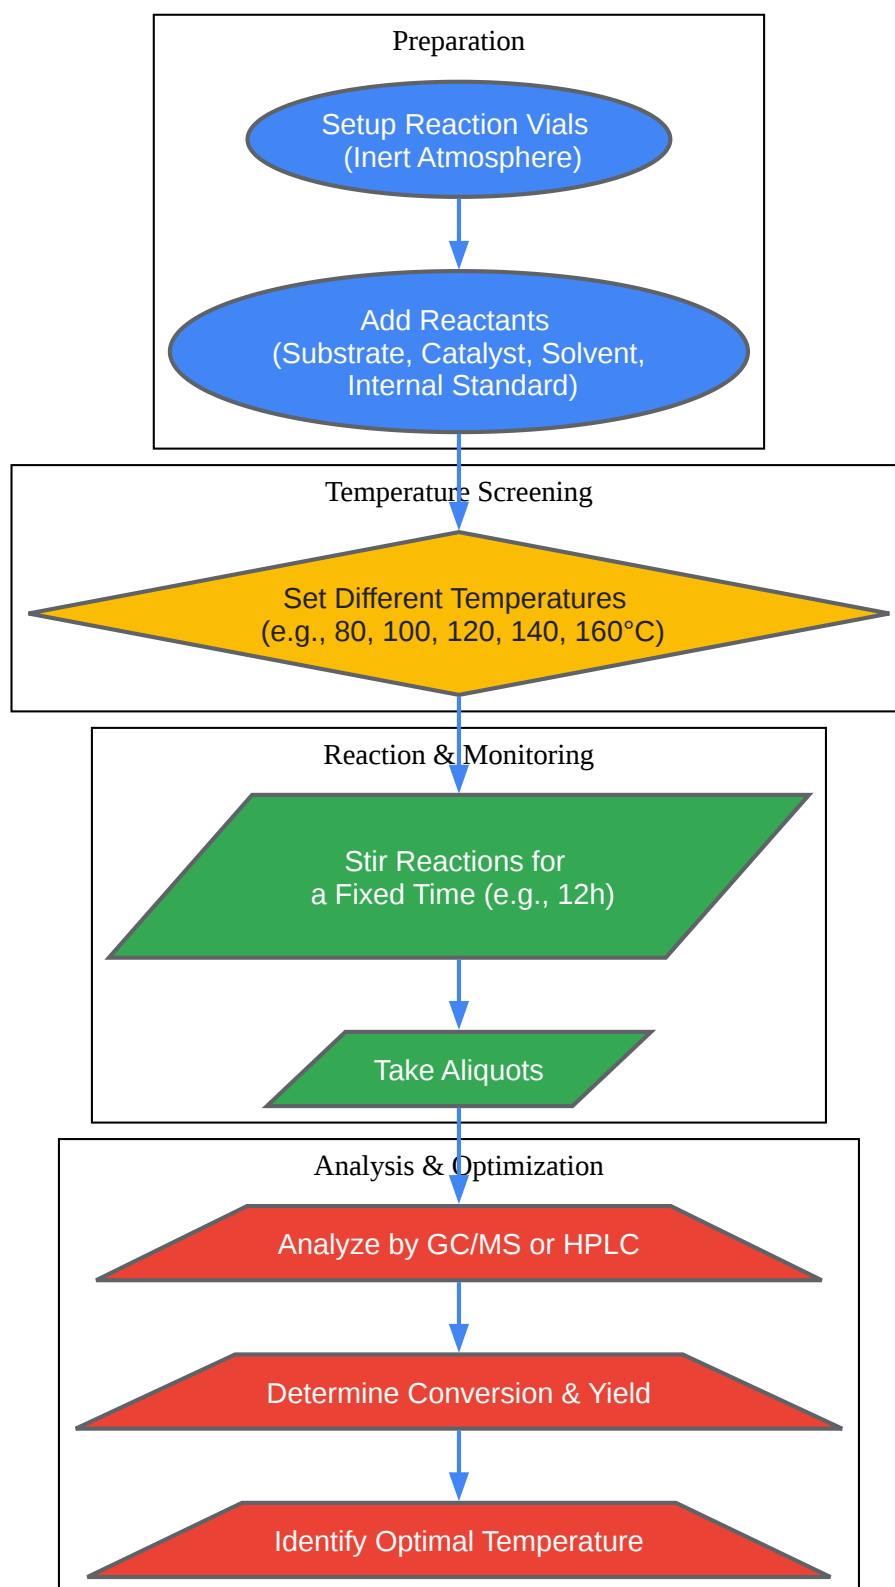 Preparation
Setup Reaction Vials
(Inert Atmosphere)
Add Reactants
(Substrate, Catalyst, Solvent,
Internal Standard)
Temperature Screening
Set Different Temperatures
(e.g., 80, 100, 120, 140, 160°C)
Reaction & Monitoring
Stir Reactions for
a Fixed Time (e.g., 12h)
Take Aliquots
Analysis & Optimization
Analyze by GC/MS or HPLC
Determine Conversion & Yield
Identify Optimal Temperature